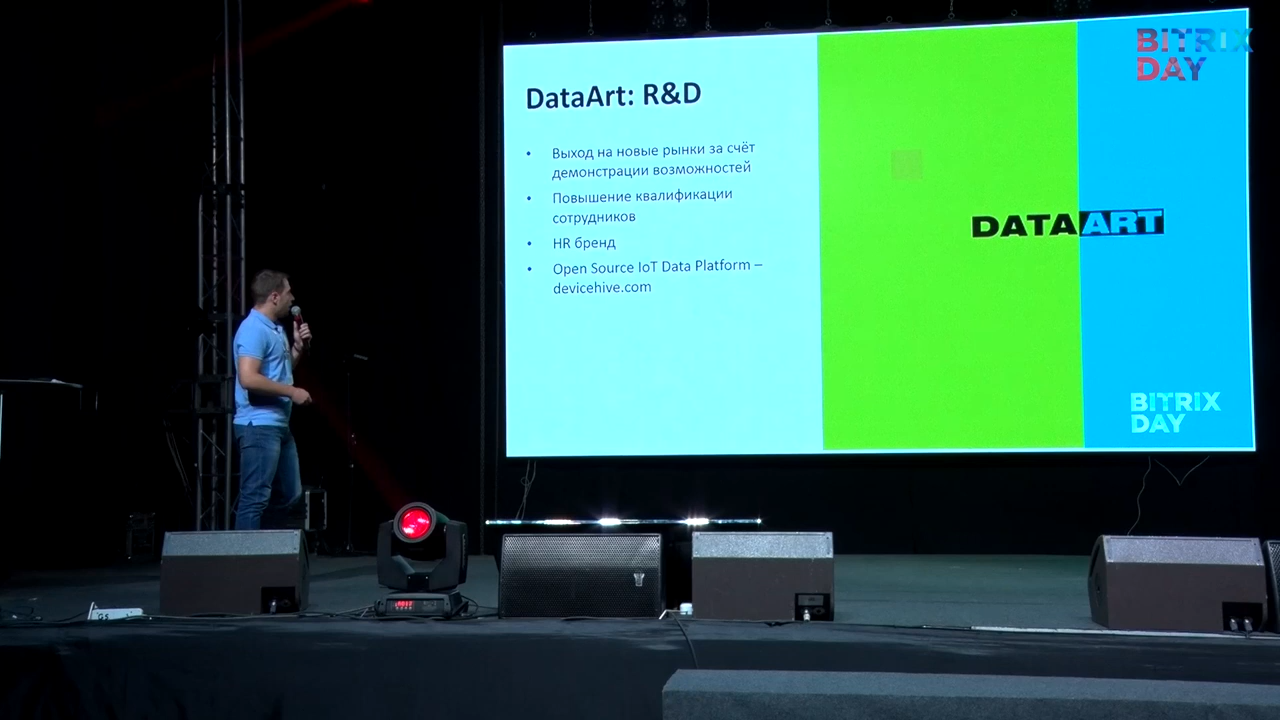 DataArt: R&D
• Выход на новые рынки за счёт
демонстрации возможностей
• Повышение квалификации
сотрудников
• HR бренд
• Open Source IoT Data Platform –
devicehive.com
DATAART
BITRIX
DAY
BITRIX
DAY